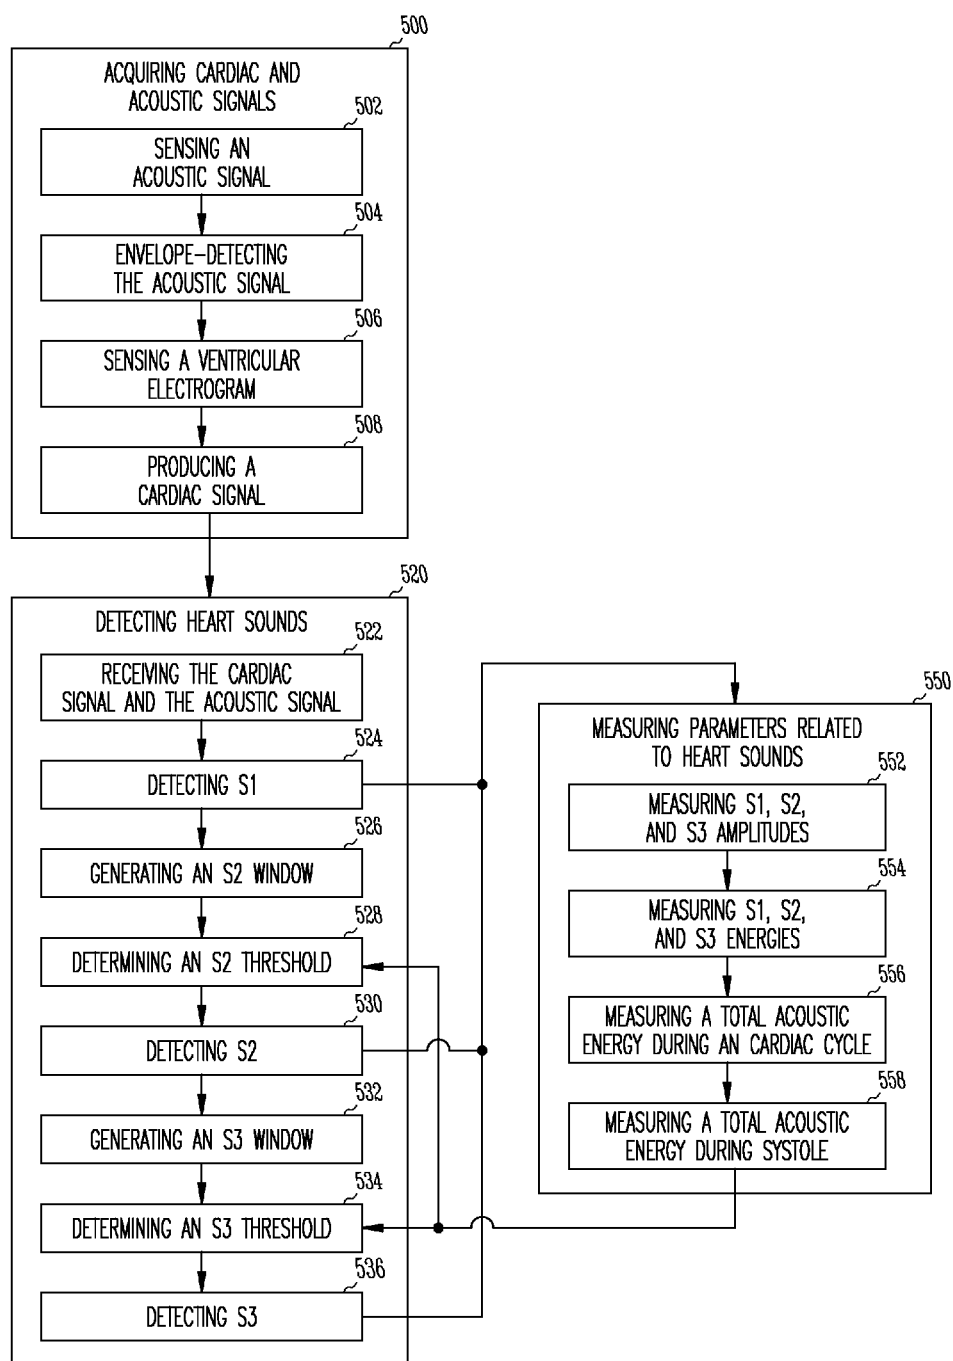 500
ACQUIRING CARDIAC AND
ACOUSTIC SIGNALS
502
SENSING AN
ACOUSTIC SIGNAL
504
ENVELOPE-DETECTING
THE ACOUSTIC SIGNAL
506
SENSING A VENTRICULAR
ELECTROGRAM
508
PRODUCING A
CARDIAC SIGNAL
520
DETECTING HEART SOUNDS
522
RECEIVING THE CARDIAC
SIGNAL AND THE ACOUSTIC SIGNAL
524
DETECTING S1
526
GENERATING AN S2 WINDOW
528
DETERMINING AN S2 THRESHOLD
530
DETECTING S2
532
GENERATING AN S3 WINDOW
534
DETERMINING AN S3 THRESHOLD
536
DETECTING S3
550
MEASURING PARAMETERS RELATED
TO HEART SOUNDS
552
MEASURING S1, S2,
AND S3 AMPLITUDES
554
MEASURING S1, S2,
AND S3 ENERGIES
556
MEASURING A TOTAL ACOUSTIC
ENERGY DURING AN CARDIAC CYCLE
558
MEASURING A TOTAL ACOUSTIC
ENERGY DURING SYSTOLE